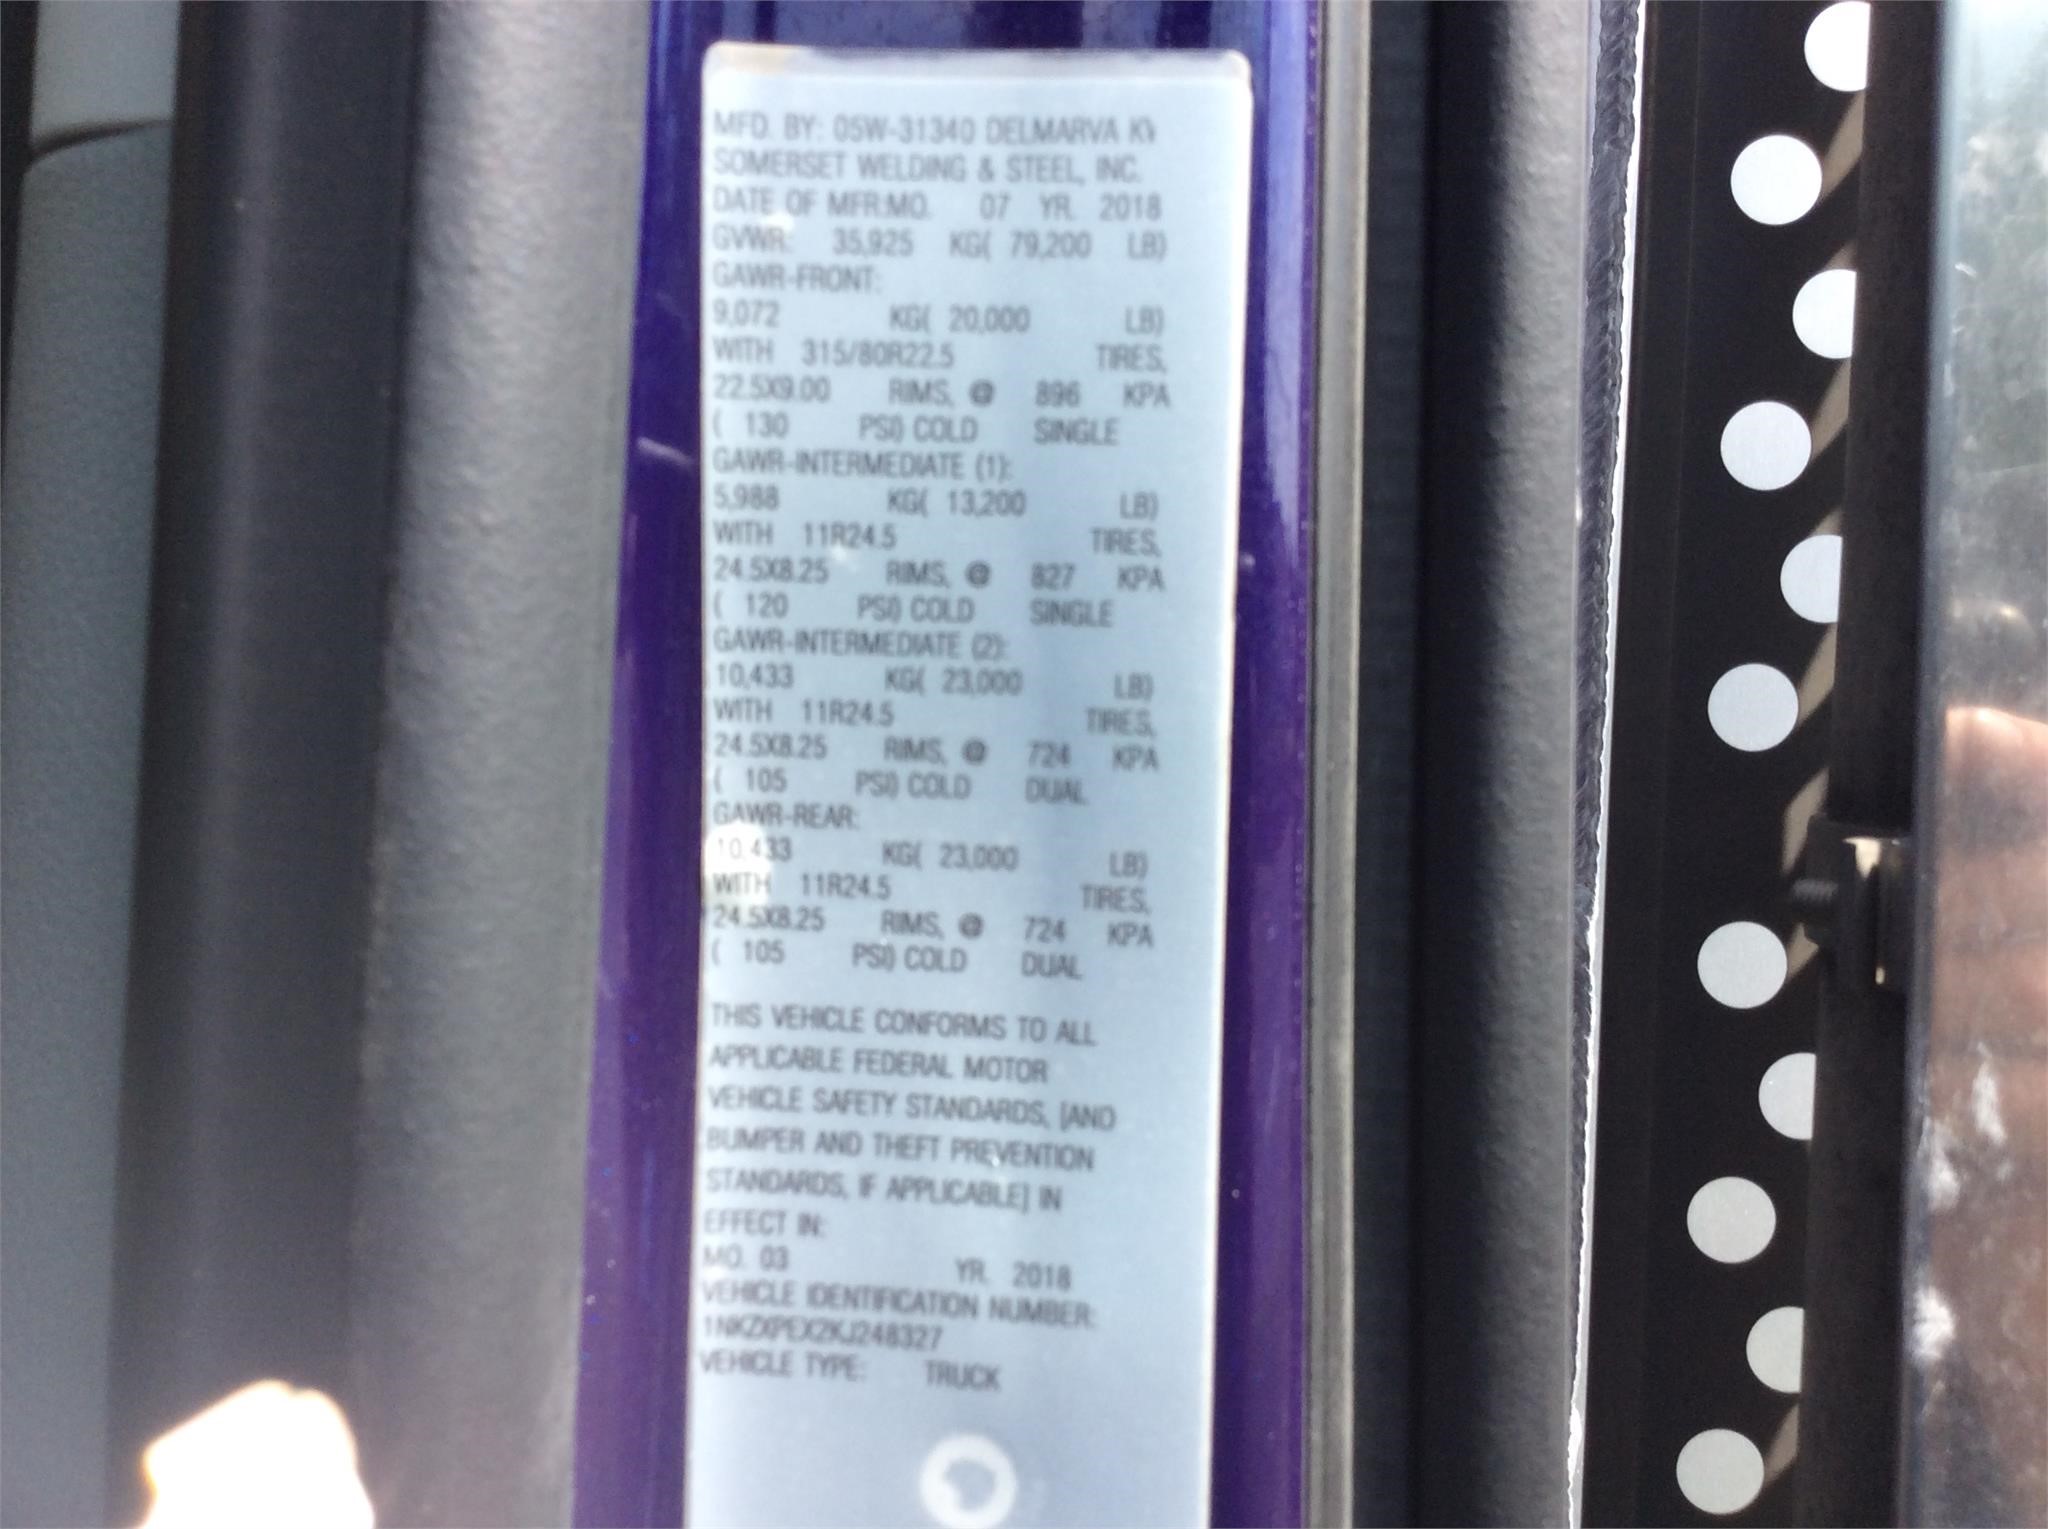 MFD. BY: 05W-31340 DELMARVA KW
SOMERSET WELDING & STEEL, INC.
DATE OF MFR:MO. 07 YR. 2018
GVWR: 35,925 KG( 79,200 LB)
GAWR-FRONT:
9,072 KG( 20,000 LB)
WITH 315/80R22.5 TIRES,
22.5X9.00 RIMS, @ 896 KPA
( 130 PSI) COLD SINGLE
GAWR-INTERMEDIATE (1):
5,988 KG( 13,200 LB)
WITH 11R24.5 TIRES,
24.5X8.25 RIMS, @ 827 KPA
( 120 PSI) COLD SINGLE
GAWR-INTERMEDIATE (2):
10,433 KG( 23,000 LB)
WITH 11R24.5 TIRES,
24.5X8.25 RIMS, @ 724 KPA
( 105 PSI) COLD DUAL
GAWR-REAR:
10,433 KG( 23,000 LB)
WITH 11R24.5 TIRES,
24.5X8.25 RIMS, @ 724 KPA
( 105 PSI) COLD DUAL
THIS VEHICLE CONFORMS TO ALL
APPLICABLE FEDERAL MOTOR
VEHICLE SAFETY STANDARDS, [AND
BUMPER AND THEFT PREVENTION
STANDARDS, IF APPLICABLE] IN
EFFECT IN:
MO. 03 YR. 2018
VEHICLE IDENTIFICATION NUMBER:
1NKZXPEX2KJ248327
VEHICLE TYPE: TRUCK